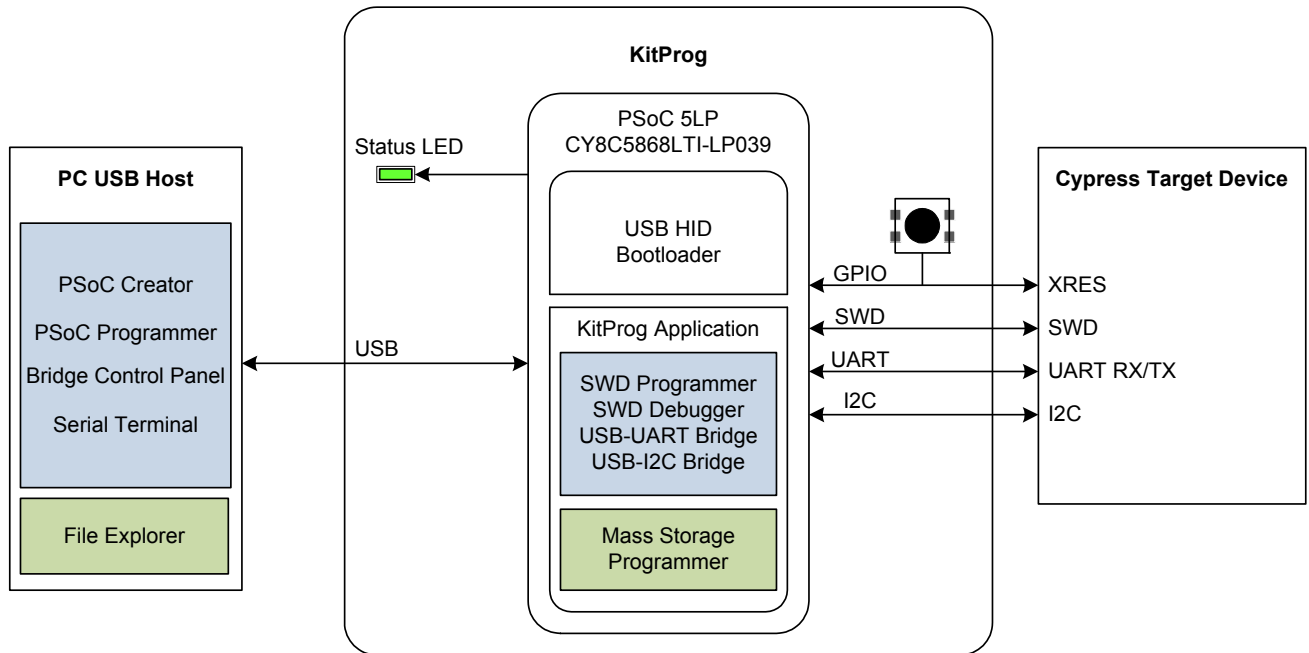 KitProg
PSoC 5LP
CY8C5868LTI-LP039
Status LED
PC USB Host
Cypress Target Device
USB HID
Bootloader
PSoC Creator
PSoC Programmer
Bridge Control Panel
Serial Terminal
File Explorer
USB
KitProg Application
SWD Programmer
SWD Debugger
USB-UART Bridge
USB-I2C Bridge
Mass Storage
Programmer
GPIO
XRES
SWD
SWD
UART
UART RX/TX
I2C
I2C